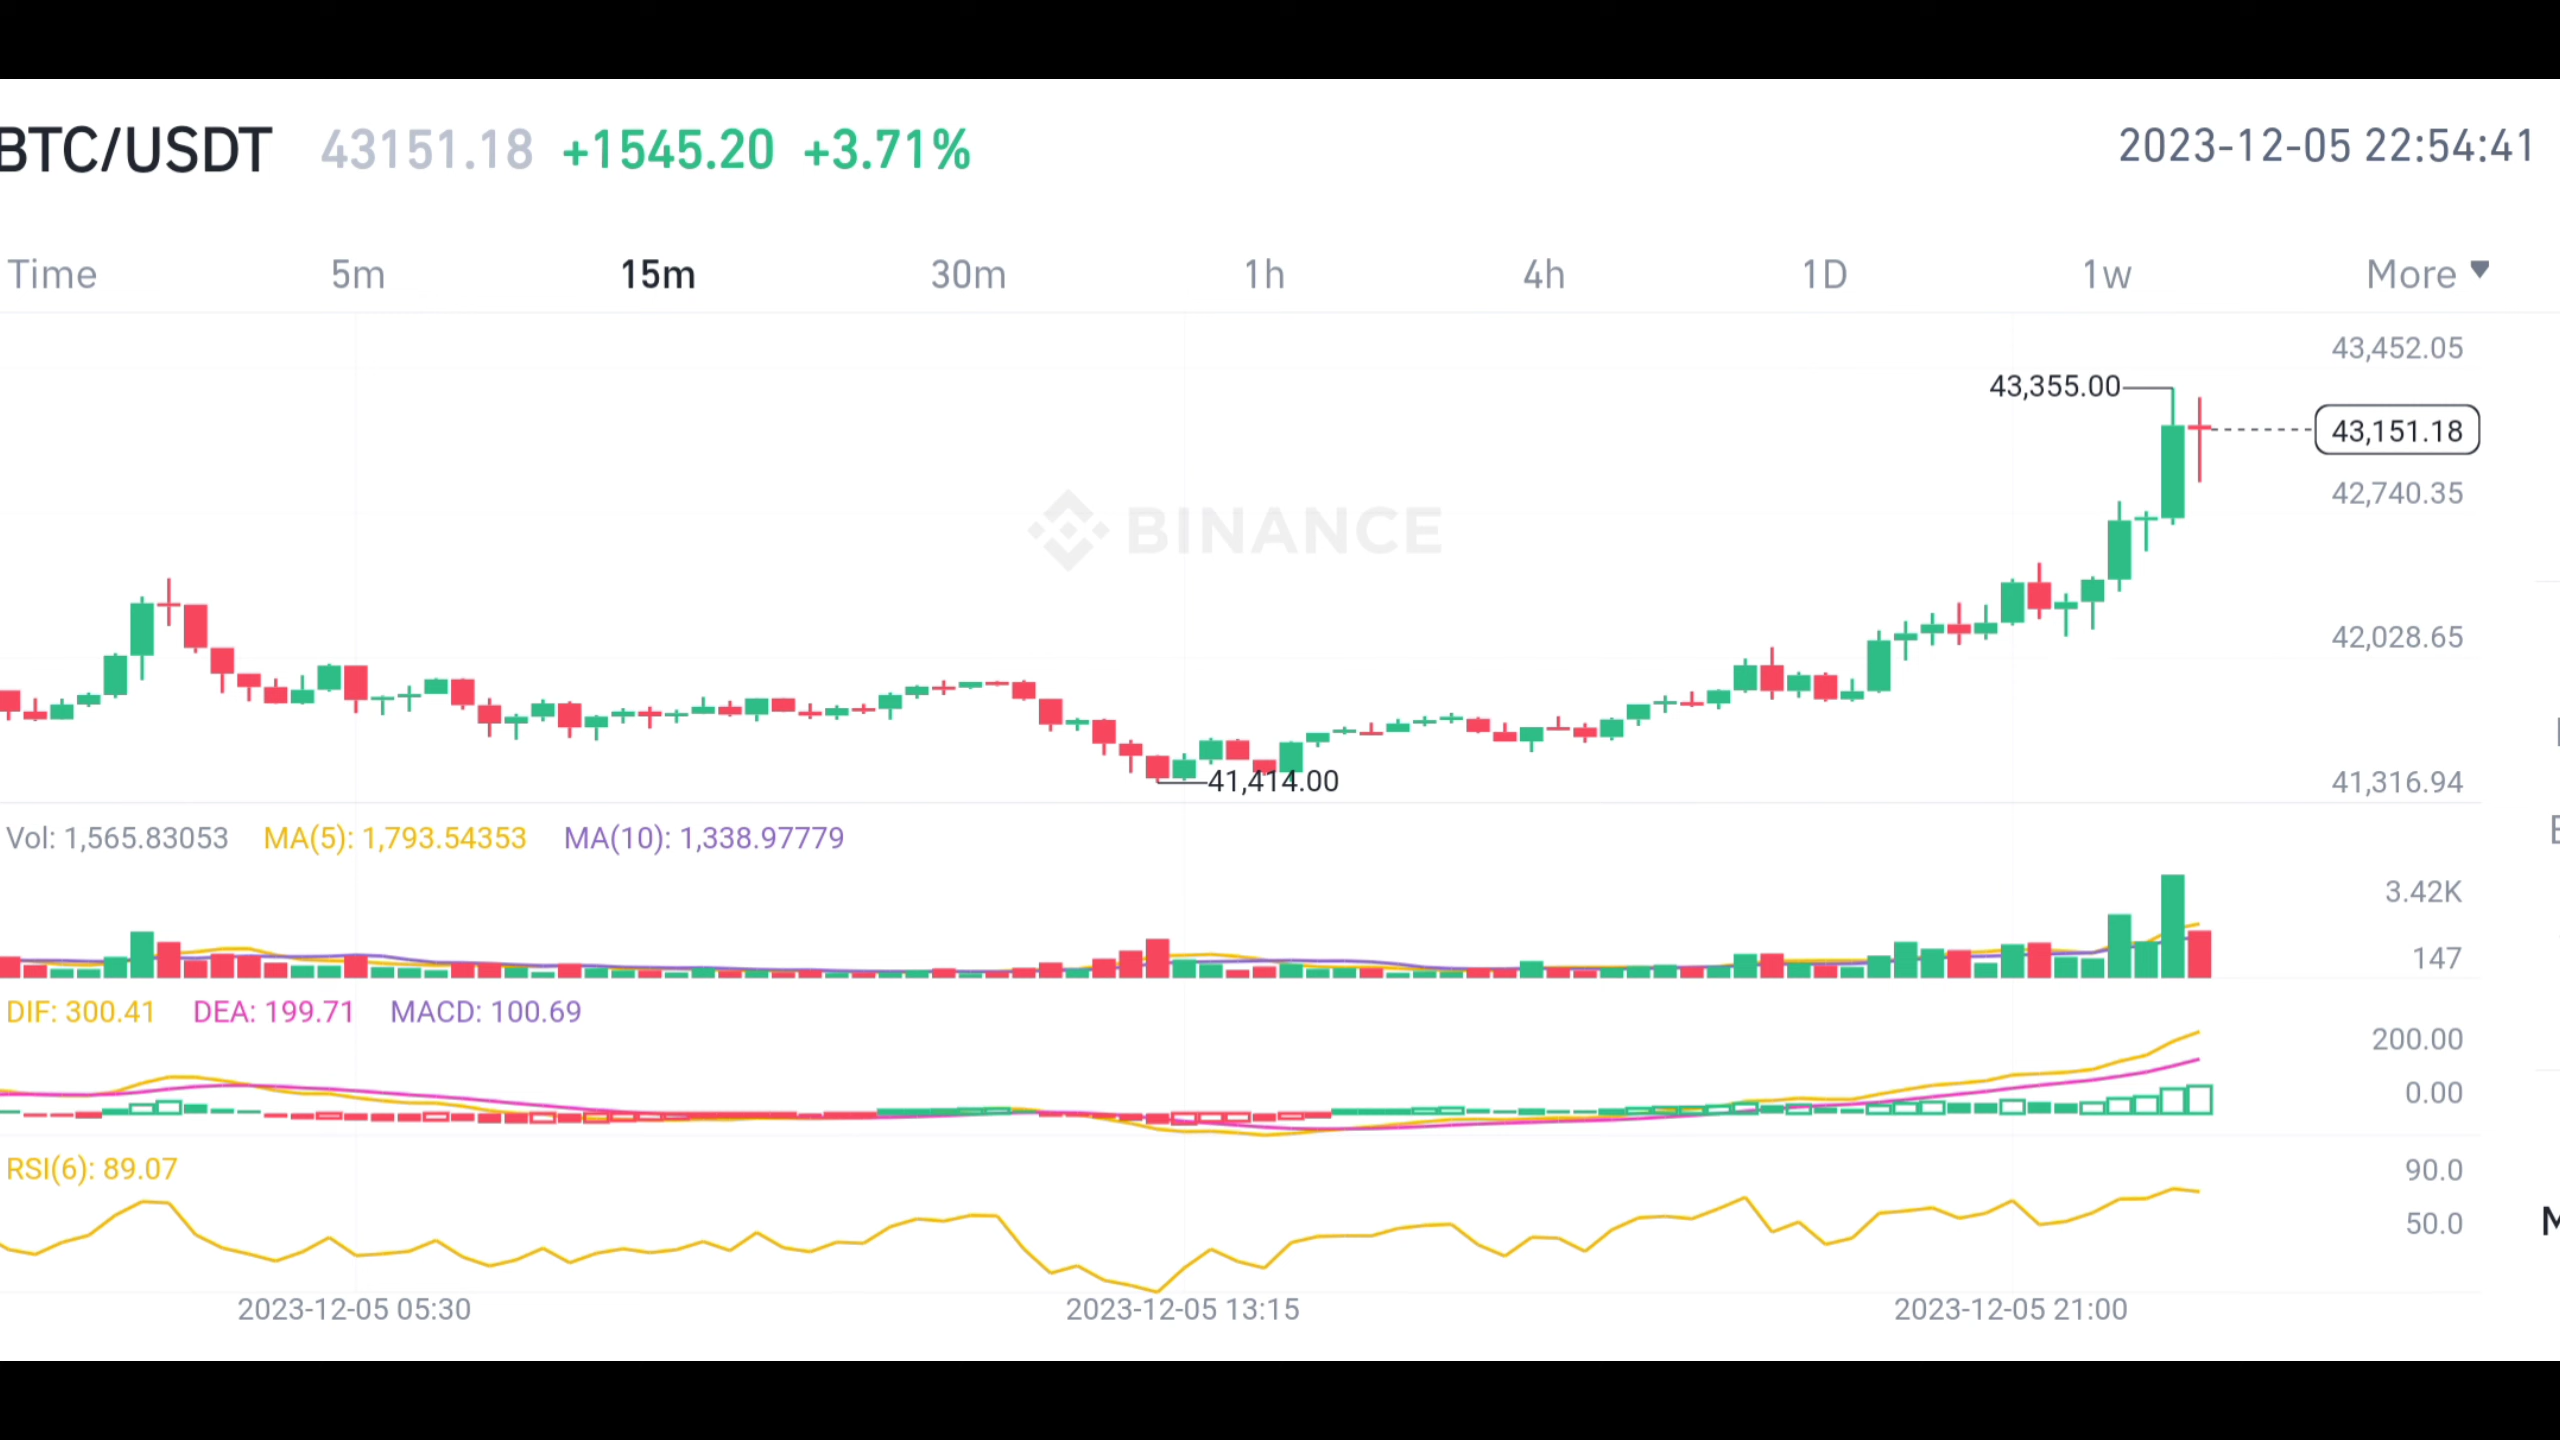 BTC/USDT 43151.18 +1545.20 +3.71% 2023-12-05 22:54:41
Time 5m 15m 30m 1h 4h 1D 1w More
43,452.05
43,355.00
43,151.18
42,740.35
BINANCE
42,028.65
41,414.00
41,316.94
Vol: 1,565.83053 MA(5): 1,793.54353 MA(10): 1,338.97779
3.42K
147
DIF: 300.41 DEA: 199.71 MACD: 100.69
200.00
0.00
RSI(6): 89.07
90.0
50.0
2023-12-05 05:30 2023-12-05 13:15 2023-12-05 21:00